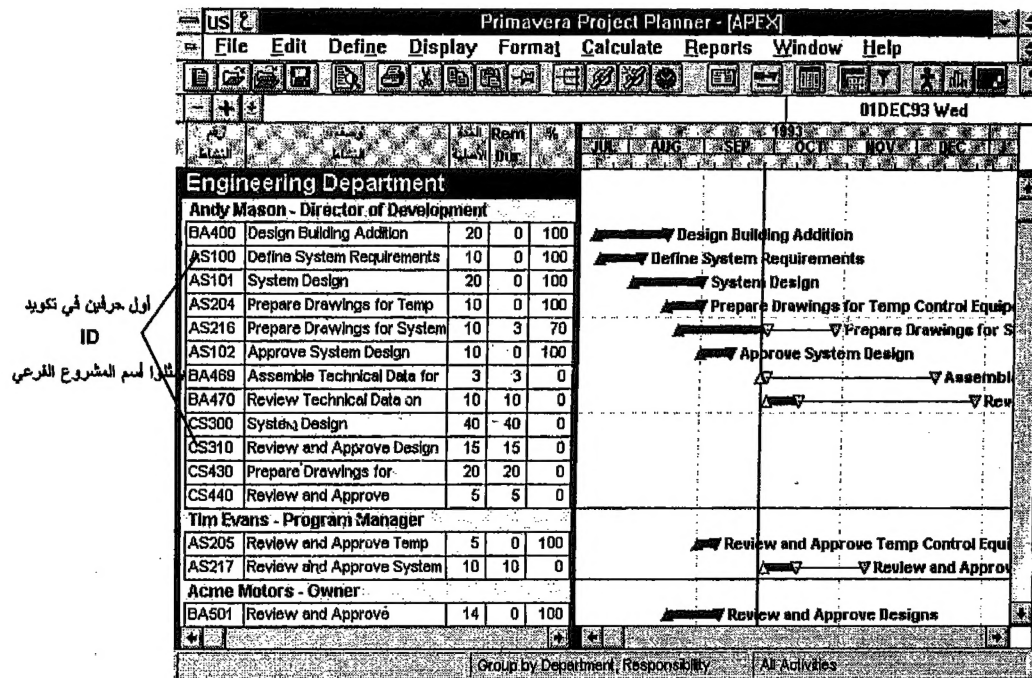 US
Primavera Project Planner - [APEX]
File Edit Define Display Format Calculate Reports Window Help
01DEC93 Wed
رقم النشاط وصف النشاط المدة الأصلية Rem Dur %
1993
JUL AUG SEP OCT NOV DEC J
Engineering Department
Andy Mason - Director of Development
BA400 Design Building Addition 20 0 100 Design Building Addition
AS100 Define System Requirements 10 0 100 Define System Requirements
AS101 System Design 20 0 100 System Design
AS204 Prepare Drawings for Temp 10 0 100 Prepare Drawings for Temp Control Equip
AS216 Prepare Drawings for System 10 3 70 Prepare Drawings for S
AS102 Approve System Design 10 0 100 Approve System Design
BA469 Assemble Technical Data for 3 3 0 Assembl
BA470 Review Technical Data on 10 10 0 Rev
CS300 System Design 40 40 0
CS310 Review and Approve Design 15 15 0
CS430 Prepare Drawings for 20 20 0
CS440 Review and Approve 5 5 0
Tim Evans - Program Manager
AS205 Review and Approve Temp 5 0 100 Review and Approve Temp Control Equi
AS217 Review and Approve System 10 10 0 Review and Approv
Acme Motors - Owner
BA501 Review and Approve 14 0 100 Review and Approve Designs
Group by Department, Responsibility All Activities
أول حرفين في تكويد
ID
اسم المشروع الفرعي